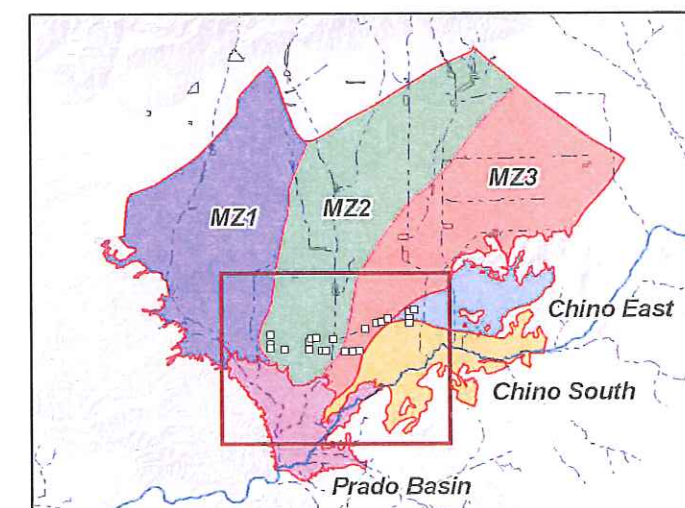 MZ1
MZ2
MZ3
Chino East
Chino South
Prado Basin